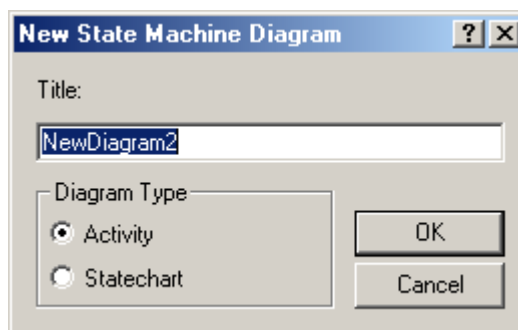 New State Machine Diagram
Title:
NewDiagram2
Diagram Type
Activity
Statechart
OK
Cancel